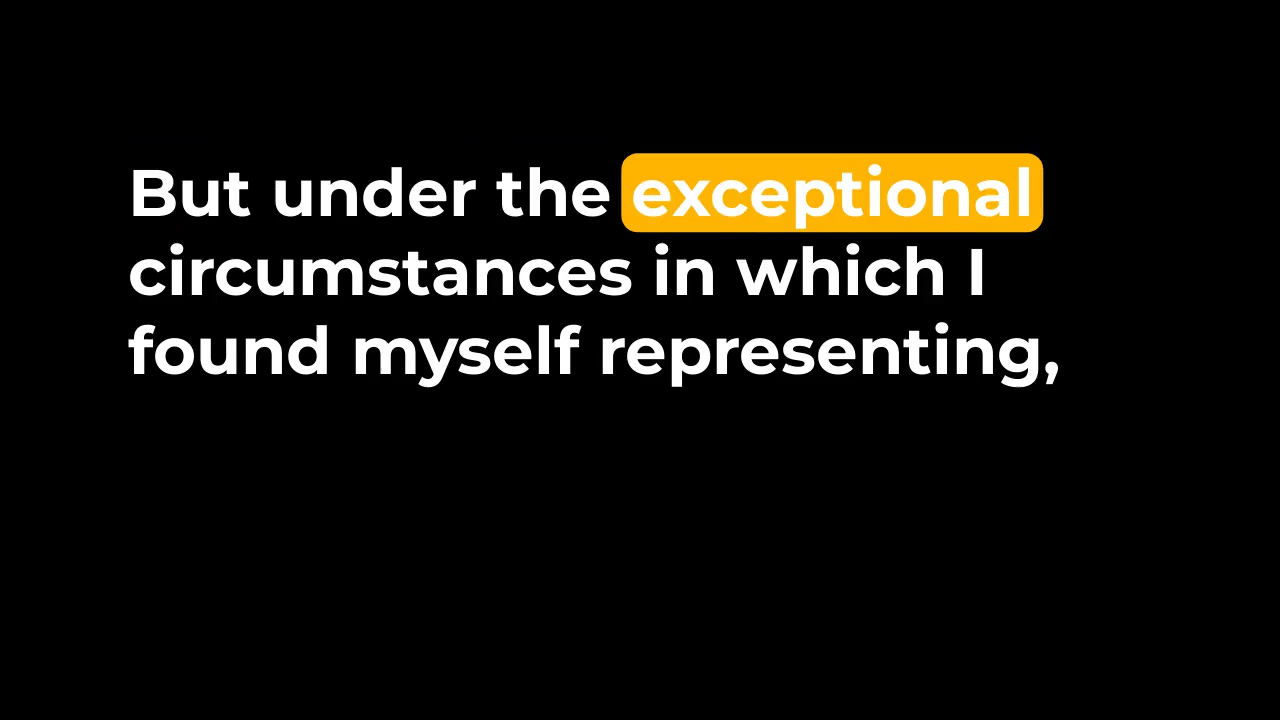 But under the exceptional
circumstances in which I
found myself representing,